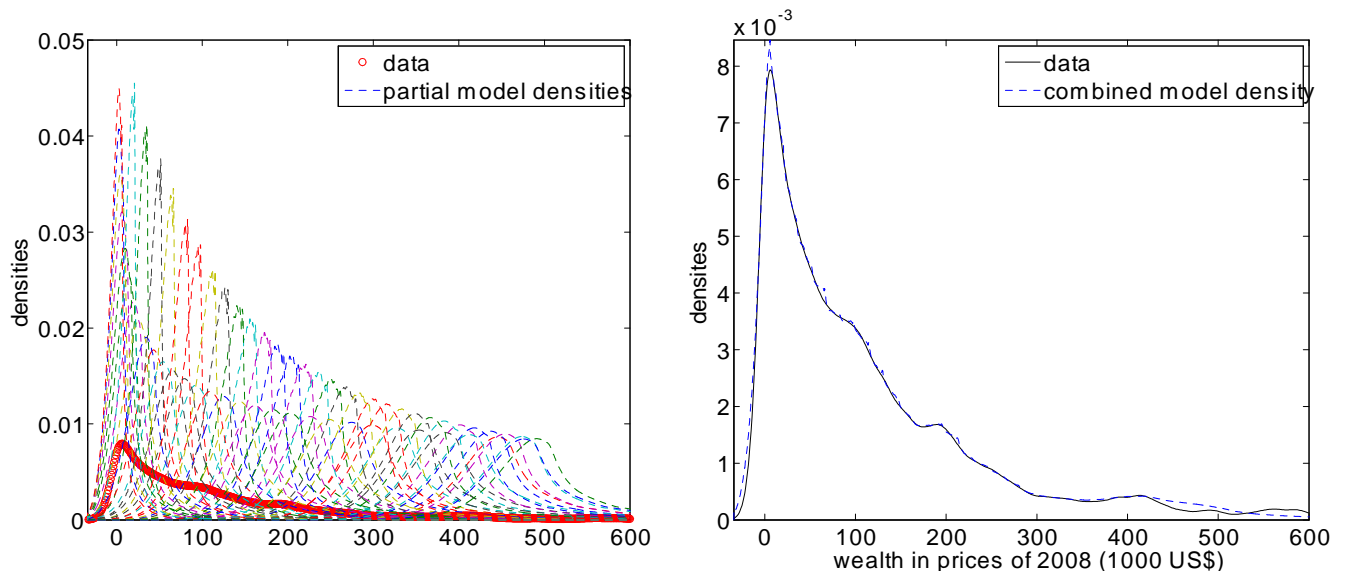 0.05
0.04
0.03
0.02
0.01
0
densities
0 100 200 300 400 500 600
data
partial model densities
x 10^-3
8
7
6
5
4
3
2
1
0
densites
0 100 200 300 400 500 600
wealth in prices of 2008 (1000 US$)
data
combined model density